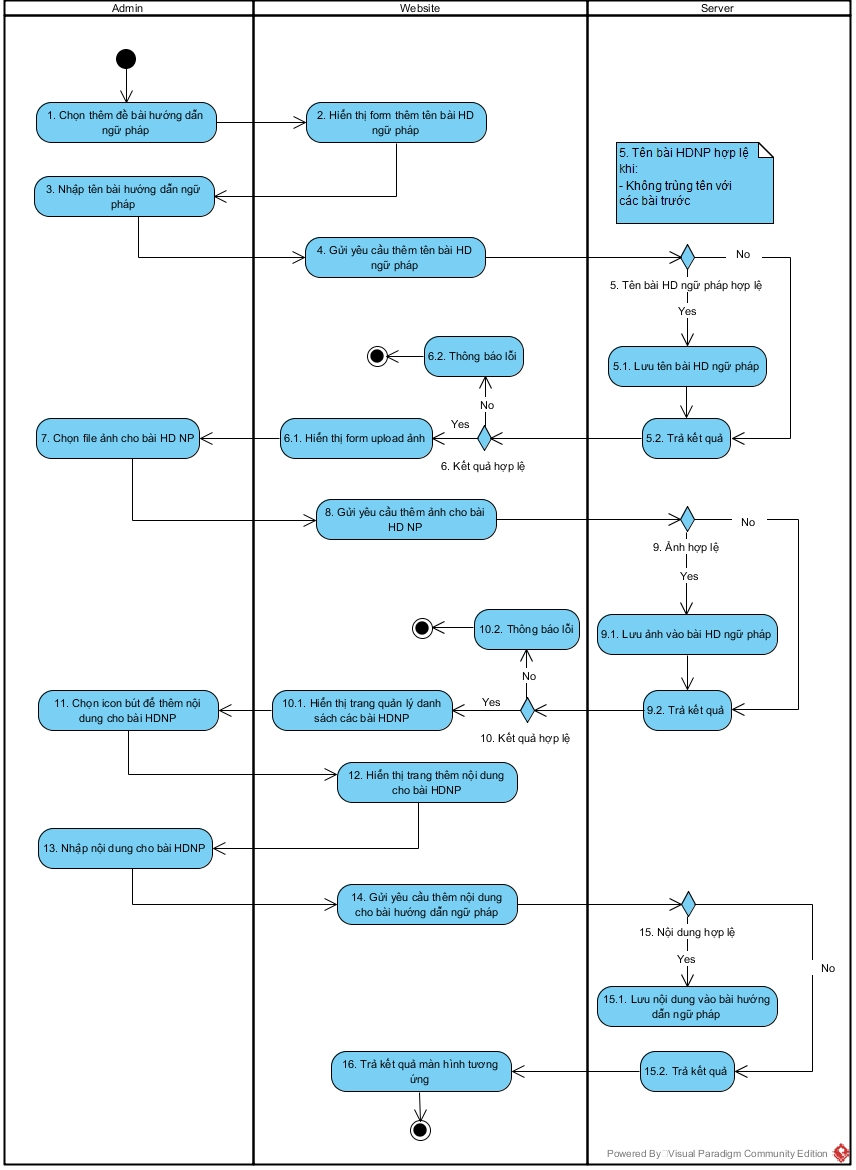 Admin
Website
Server
1. Chọn thêm đề bài hướng dẫn
ngữ pháp
2. Hiển thị form thêm tên bài HD
ngữ pháp
5. Tên bài HDNP hợp lệ
khi:
- Không trùng tên với
các bài trước
3. Nhập tên bài hướng dẫn ngữ
pháp
4. Gửi yêu cầu thêm tên bài HD
ngữ pháp
No
5. Tên bài HD ngữ pháp hợp lệ
Yes
6.2. Thông báo lỗi
5.1. Lưu tên bài HD ngữ pháp
No
Yes
7. Chọn file ảnh cho bài HD NP
6.1. Hiển thị form upload ảnh
5.2. Trả kết quả
6. Kết quả hợp lệ
8. Gửi yêu cầu thêm ảnh cho bài
HD NP
No
9. Ảnh hợp lệ
Yes
10.2. Thông báo lỗi
9.1. Lưu ảnh vào bài HD ngữ pháp
No
Yes
11. Chọn icon bút để thêm nội
dung cho bài HDNP
10.1. Hiển thị trang quản lý danh
sách các bài HDNP
9.2. Trả kết quả
10. Kết quả hợp lệ
12. Hiển thị trang thêm nội dung
cho bài HDNP
13. Nhập nội dung cho bài HDNP
14. Gửi yêu cầu thêm nội dung
cho bài hướng dẫn ngữ pháp
15. Nội dung hợp lệ
Yes
No
15.1. Lưu nội dung vào bài hướng
dẫn ngữ pháp
16. Trả kết quả màn hình tương
ứng
15.2. Trả kết quả
Powered By Visual Paradigm Community Edition